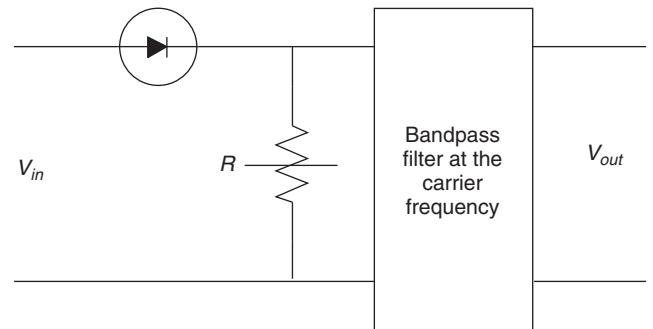 V_in
R
Bandpass
filter at the
carrier
frequency
V_out